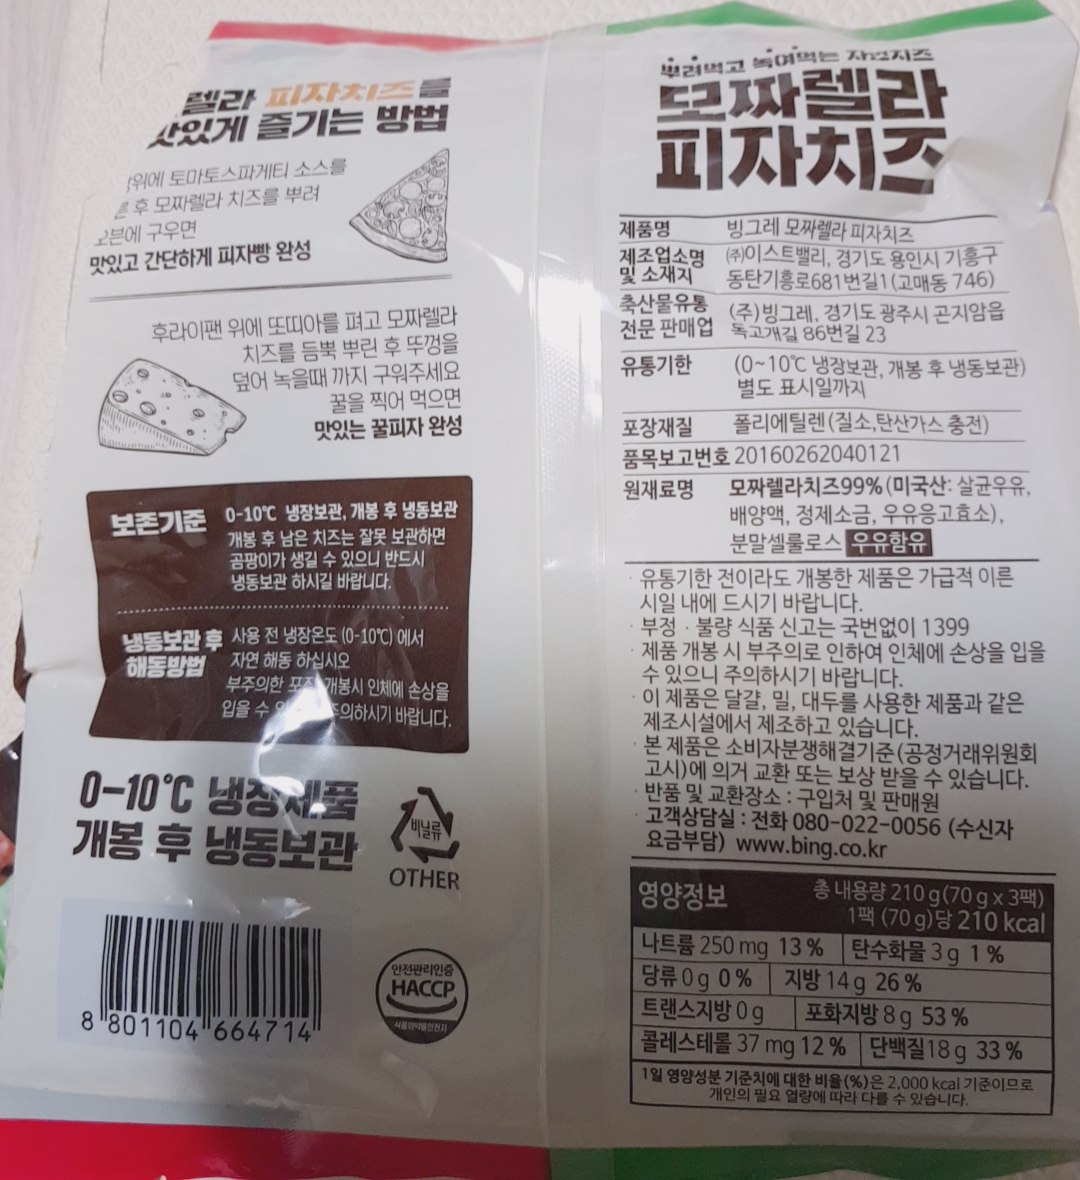 렐라 피자치즈를
맛있게 즐기는 방법
위에 토마토스파게티 소스를
후 모짜렐라 치즈를 뿌려
오븐에 구우면
맛있고 간단하게 피자빵 완성
후라이팬 위에 또띠아를 펴고 모짜렐라
치즈를 듬뿍 뿌린 후 뚜껑을
덮어 녹을때 까지 구워주세요
꿀을 찍어 먹으면
맛있는 꿀피자 완성
보존기준 0-10℃ 냉장보관, 개봉 후 냉동보관
개봉 후 남은 치즈는 잘못 보관하면
곰팡이가 생길 수 있으니 반드시
냉동보관 하시길 바랍니다.
냉동보관 후 해동방법
사용 전 냉장온도 (0-10℃) 에서
자연 해동 하십시오
부주의한 포장 개봉시 인체에 손상을
입을 수 주의하시기 바랍니다.
0-10℃ 냉장제품
개봉 후 냉동보관
비닐류
OTHER
8 801104 664714
안전관리인증
HACCP
식품의약품안전처
뿌려먹고 녹여먹는 자연치즈
모짜렐라
피자치즈
제품명 빙그레 모짜렐라 피자치즈
제조업소명 및 소재지 (주)이스트밸리, 경기도 용인시 기흥구
동탄기흥로681번길1 (고매동 746)
축산물유통 전문 판매업 (주)빙그레, 경기도 광주시 곤지암읍
독고개길 86번길 23
유통기한 (0~10℃ 냉장보관, 개봉 후 냉동보관)
별도 표시일까지
포장재질 폴리에틸렌(질소,탄산가스 충전)
품목보고번호 20160262040121
원재료명 모짜렐라치즈99%(미국산: 살균우유,
배양액, 정제소금, 우유응고효소),
분말셀룰로스 우유함유
· 유통기한 전이라도 개봉한 제품은 가급적 이른
시일 내에 드시기 바랍니다.
· 부정 · 불량 식품 신고는 국번없이 1399
· 제품 개봉 시 부주의로 인하여 인체에 손상을 입을
수 있으니 주의하시기 바랍니다.
· 이 제품은 달걀, 밀, 대두를 사용한 제품과 같은
제조시설에서 제조하고 있습니다.
· 본 제품은 소비자분쟁해결기준(공정거래위원회
고시)에 의거 교환 또는 보상 받을 수 있습니다.
· 반품 및 교환장소 : 구입처 및 판매원
· 고객상담실 : 전화 080-022-0056 (수신자
요금부담) www.bing.co.kr
영양정보 총 내용량 210 g(70 g x 3팩)
1팩 (70 g)당 210 kcal
나트륨 250 mg 13 % 탄수화물 3 g 1 %
당류 0 g 0 % 지방 14 g 26 %
트랜스지방 0 g 포화지방 8 g 53 %
콜레스테롤 37 mg 12 % 단백질18 g 33 %
1일 영양성분 기준치에 대한 비율(%)은 2,000 kcal 기준이므로
개인의 필요 열량에 따라 다를 수 있습니다.